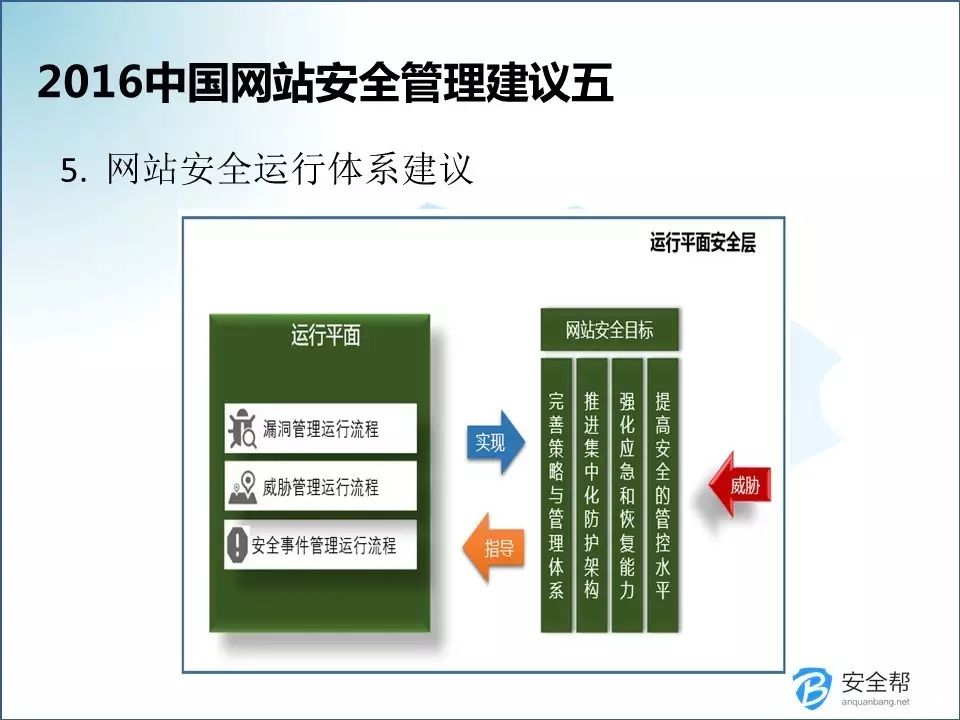 2016中国网站安全管理建议五
5. 网站安全运行体系建议
运行平面安全层
运行平面
漏洞管理运行流程
威胁管理运行流程
安全事件管理运行流程
实现
指导
网站安全目标
完善策略与管理体系
推进集中化防护架构
强化应急和恢复能力
提高安全的管控水平
威胁
安全帮
anquanbang.net